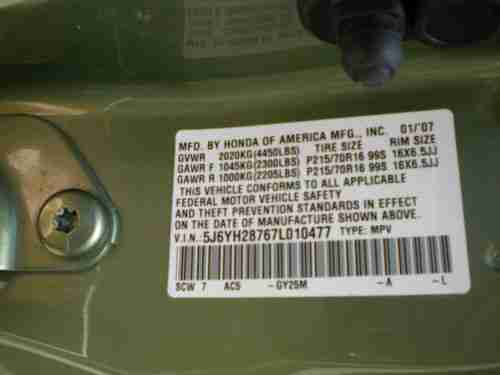 MFD. BY HONDA OF AMERICA MFG., INC. 01/'07
GVWR 2020KG(4450LBS) TIRE SIZE RIM SIZE
GAWR F 1045KG(2300LBS) P215/70R16 99S 16X6.5JJ
GAWR R 1000KG(2205LBS) P215/70R16 99S 16X6.5JJ
THIS VEHICLE CONFORMS TO ALL APPLICABLE
FEDERAL MOTOR VEHICLE SAFETY
AND THEFT PREVENTION STANDARDS IN EFFECT
ON THE DATE OF MANUFACTURE SHOWN ABOVE.
V.I.N.: 5J6YH28767L010477 TYPE: MPV
SCW 7 AC5 -GY25M -A -L